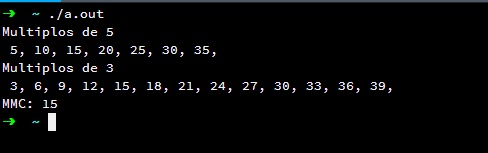 ➔ ~ ./a.out
Multiplos de 5
5, 10, 15, 20, 25, 30, 35,
Multiplos de 3
3, 6, 9, 12, 15, 18, 21, 24, 27, 30, 33, 36, 39,
MMC: 15
➔ ~